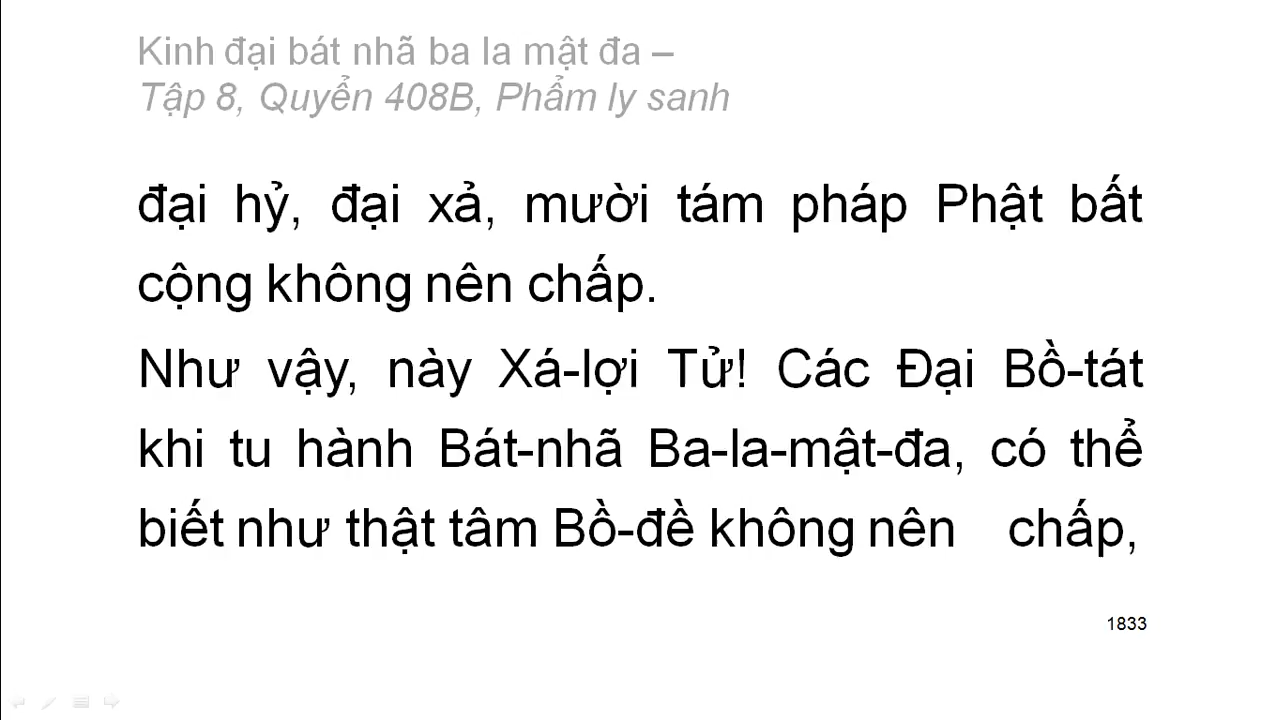 Kinh đại bát nhã ba la mật đa –
Tập 8, Quyển 408B, Phẩm ly sanh
đại hỷ, đại xả, mười tám pháp Phật bất
cộng không nên chấp.
Như vậy, này Xá-lợi Tử! Các Đại Bồ-tát
khi tu hành Bát-nhã Ba-la-mật-đa, có thể
biết như thật tâm Bồ-đề không nên chấp,
1833